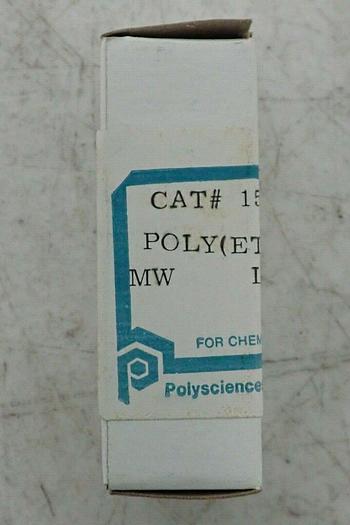 CAT# 15
POLY(ET
MW I
FOR CHEM
Polyscience